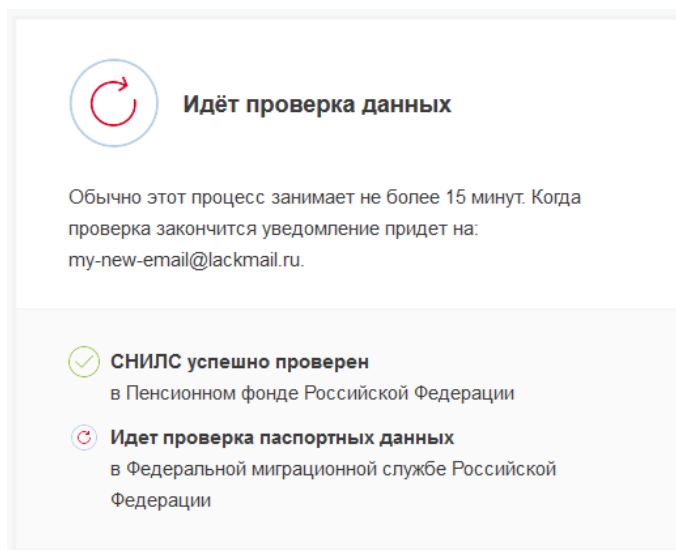 Идёт проверка данных
Обычно этот процесс занимает не более 15 минут. Когда
проверка закончится уведомление придет на:
my-new-email@lackmail.ru.
СНИЛС успешно проверен
в Пенсионном фонде Российской Федерации
Идет проверка паспортных данных
в Федеральной миграционной службе Российской
Федерации